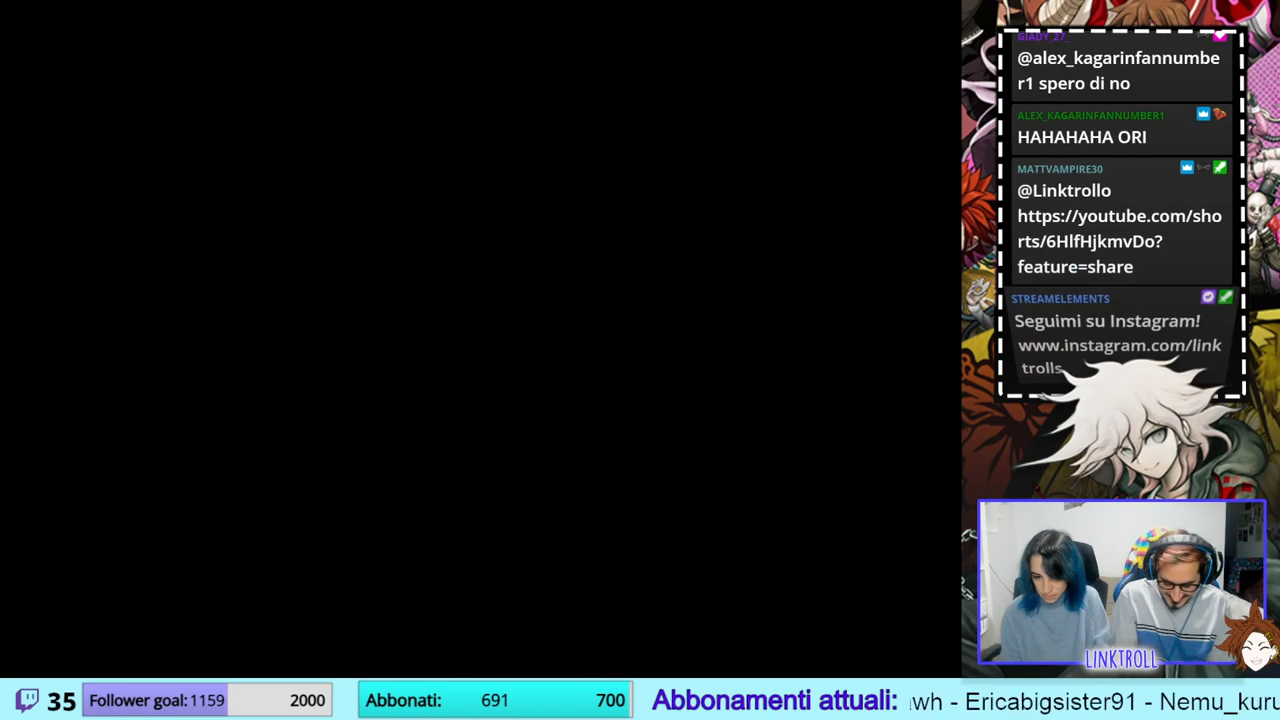 GIADY_27_
@alex_kagarinfannumbe
r1 spero di no
ALEX_KAGARINFANNUMBER1
HAHAHAHA ORI
MATTVAMPIRE30
@Linktrollo
https://youtube.com/sho
rts/6HlfHjkmvDo?
feature=share
STREAMELEMENTS
Seguimi su Instagram!
www.instagram.com/link
trolls
LINKTROLL
35 Follower goal: 1159 2000 Abbonati: 691 700 Abbonamenti attuali: wh - Ericabigsister91 - Nemu_kuru